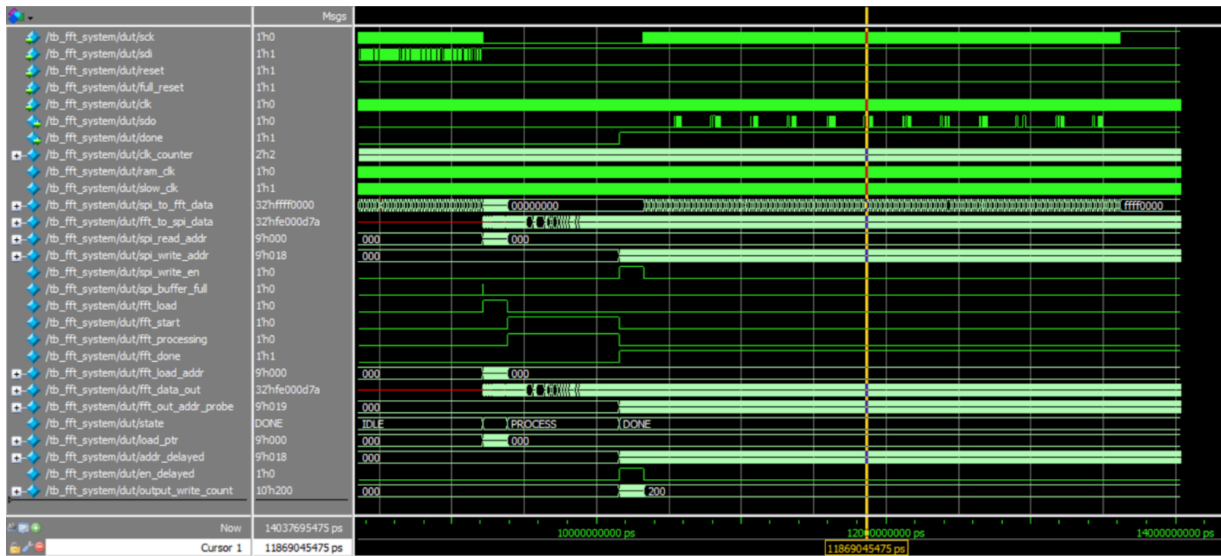 Msgs
/tb_fft_system/dut/sck 1'h0
/tb_fft_system/dut/sdi 1'h1
/tb_fft_system/dut/reset 1'h1
/tb_fft_system/dut/full_reset 1'h1
/tb_fft_system/dut/clk 1'h0
/tb_fft_system/dut/sdo 1'h0
/tb_fft_system/dut/done 1'h1
/tb_fft_system/dut/clk_counter 2'h2
/tb_fft_system/dut/ram_clk 1'h0
/tb_fft_system/dut/slow_clk 1'h1
/tb_fft_system/dut/spi_to_fft_data 32'hffff0000 00000000 ffff0000
/tb_fft_system/dut/fft_to_spi_data 32'hfe000d7a
/tb_fft_system/dut/spi_read_addr 9'h000 000 000
/tb_fft_system/dut/spi_write_addr 9'h018 000
/tb_fft_system/dut/spi_write_en 1'h0
/tb_fft_system/dut/spi_buffer_full 1'h0
/tb_fft_system/dut/fft_load 1'h0
/tb_fft_system/dut/fft_start 1'h0
/tb_fft_system/dut/fft_processing 1'h0
/tb_fft_system/dut/fft_done 1'h1
/tb_fft_system/dut/fft_load_addr 9'h000 000 000
/tb_fft_system/dut/fft_data_out 32'hfe000d7a
/tb_fft_system/dut/fft_out_addr_probe 9'h019 000
/tb_fft_system/dut/state DONE IDLE PROCESS DONE
/tb_fft_system/dut/load_ptr 9'h000 000 000
/tb_fft_system/dut/addr_delayed 9'h018 000
/tb_fft_system/dut/en_delayed 1'h0
/tb_fft_system/dut/output_write_count 10'h200 000 200
Now 14037695475 ps 10000000000 ps 12000000000 ps 14000000000 ps
Cursor 1 11869045475 ps 11869045475 ps